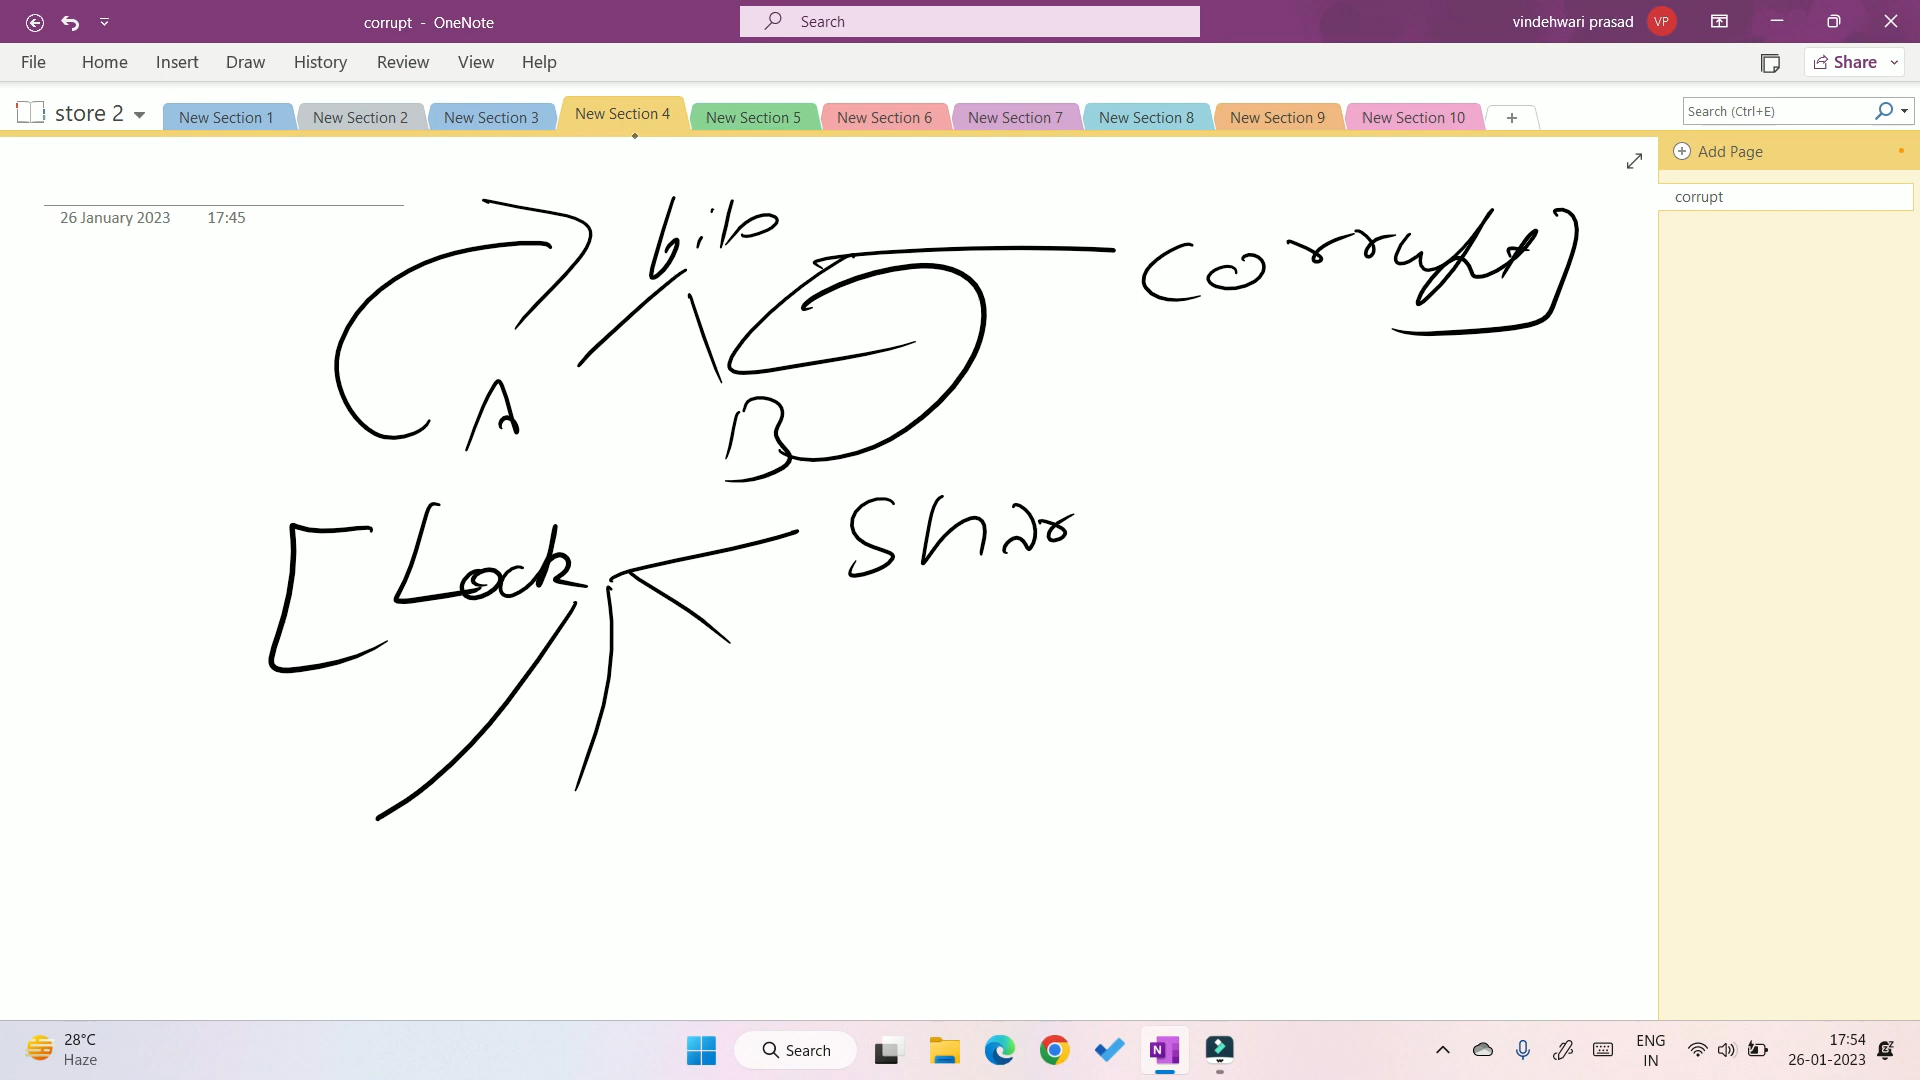 corrupt - OneNote
Search
vindehwari prasad VP
File Home Insert Draw History Review View Help
Share
store 2
New Section 1 New Section 2 New Section 3 New Section 4 New Section 5 New Section 6 New Section 7 New Section 8 New Section 9 New Section 10 +
Search (Ctrl+E)
Add Page
corrupt
26 January 2023 17:45
corrupt
A
B
Lock
Shar
28°C
Haze
Search
ENG
IN
17:54
26-01-2023